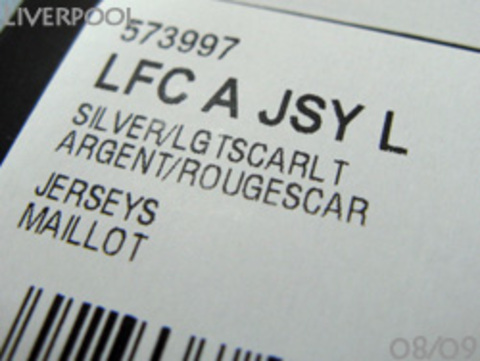 LIVERPOOL
573997
LFC A JSY L
SILVER/LGTSCARLT
ARGENT/ROUGESCAR
JERSEYS
MAILLOT
08/09